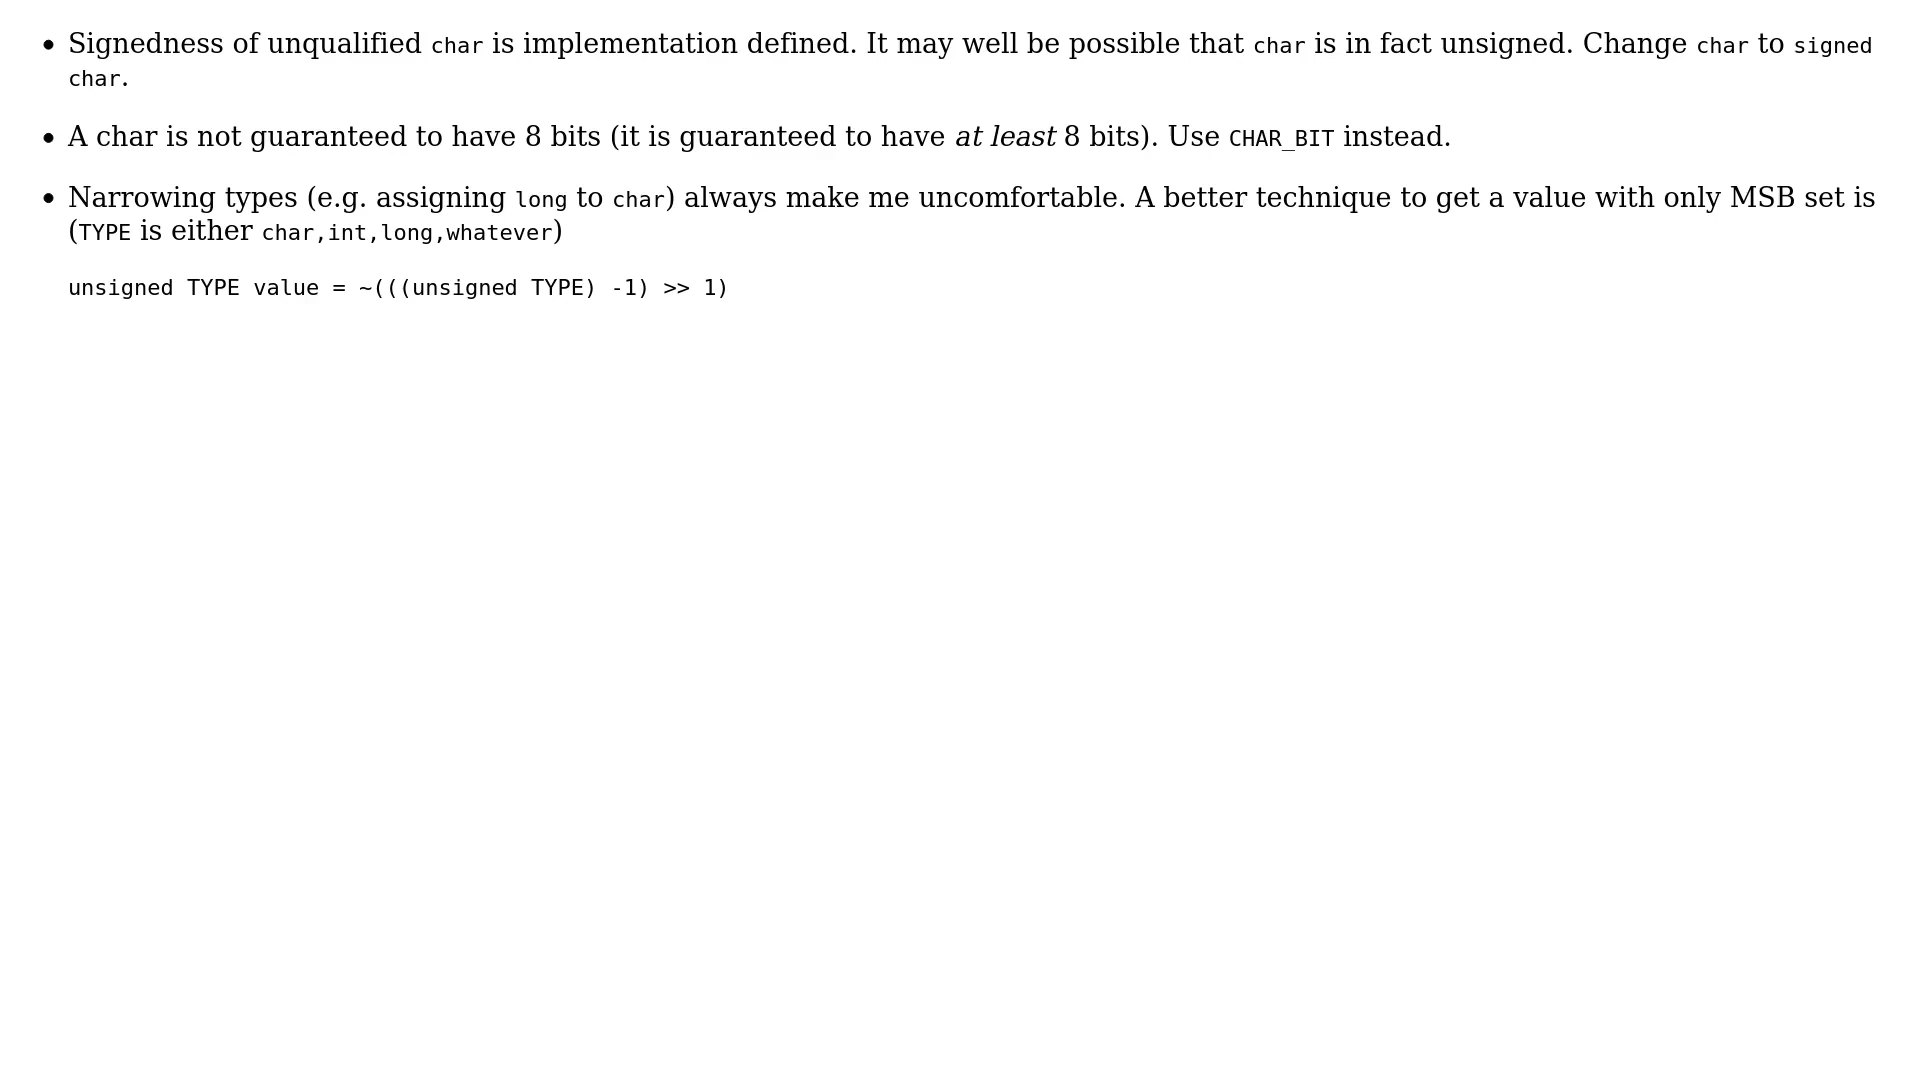 • Signedness of unqualified char is implementation defined. It may well be possible that char is in fact unsigned. Change char to signed
char.
• A char is not guaranteed to have 8 bits (it is guaranteed to have at least 8 bits). Use CHAR_BIT instead.
• Narrowing types (e.g. assigning long to char) always make me uncomfortable. A better technique to get a value with only MSB set is
(TYPE is either char,int,long,whatever)
unsigned TYPE value = ~(((unsigned TYPE) -1) >> 1)